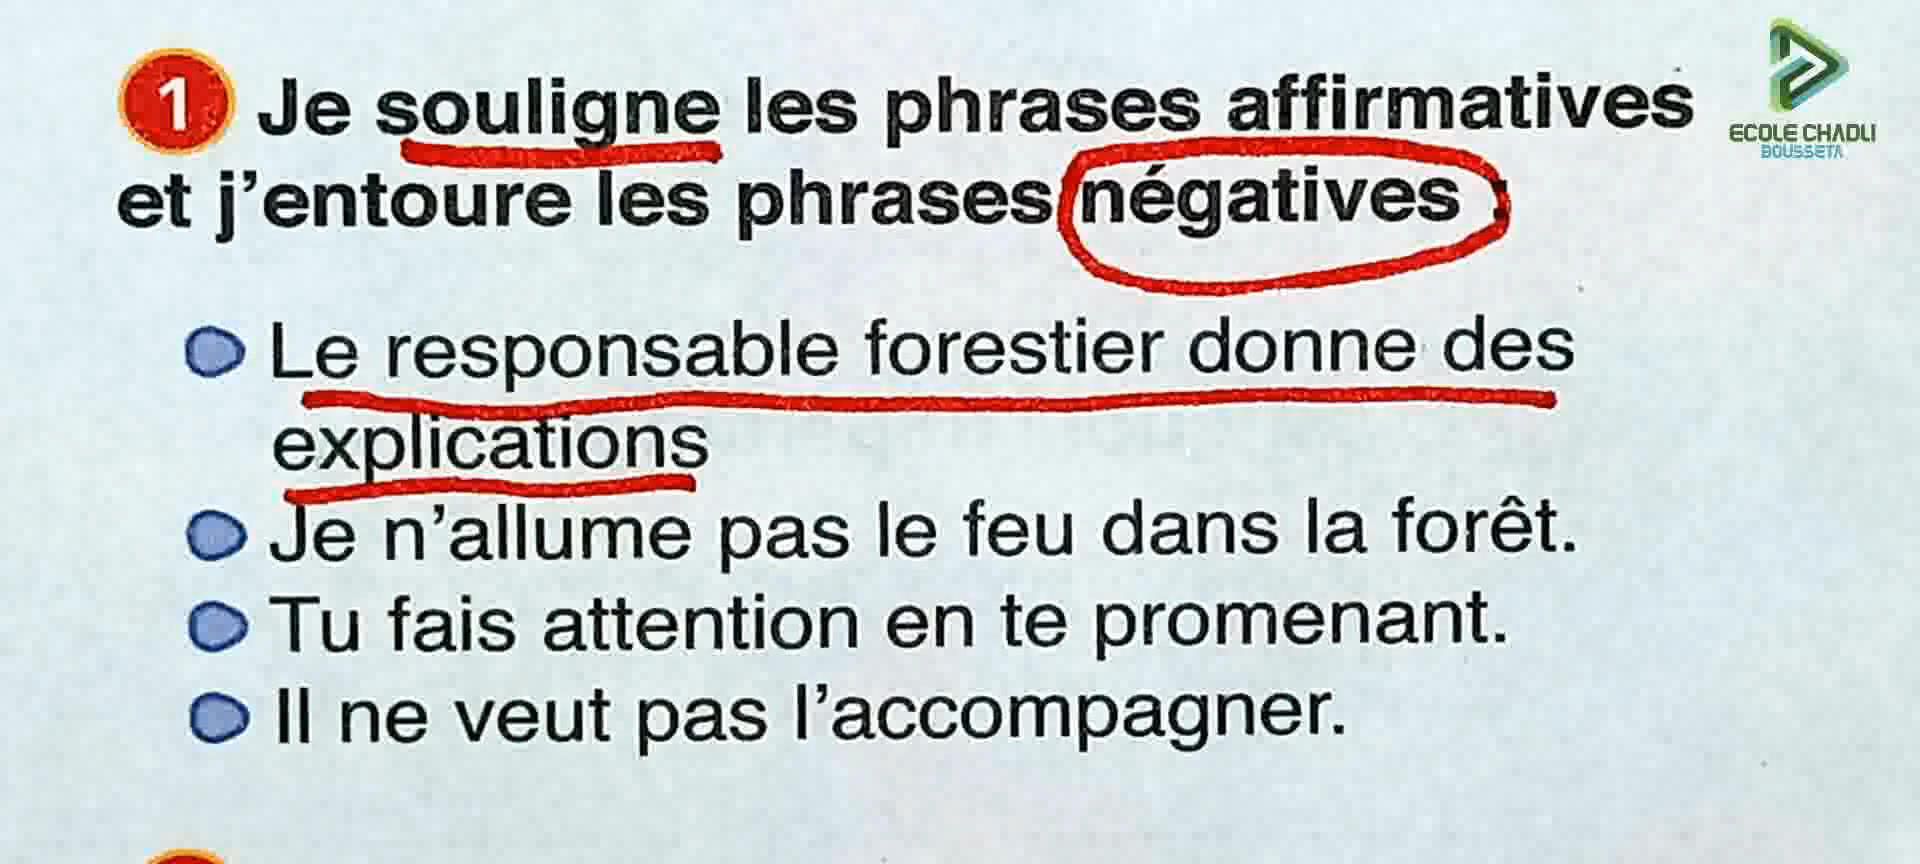 1 Je souligne les phrases affirmatives
et j'entoure les phrases négatives :
Le responsable forestier donne des
explications
Je n'allume pas le feu dans la forêt.
Tu fais attention en te promenant.
Il ne veut pas l'accompagner.
ECOLE CHADLI
BOUSSETA